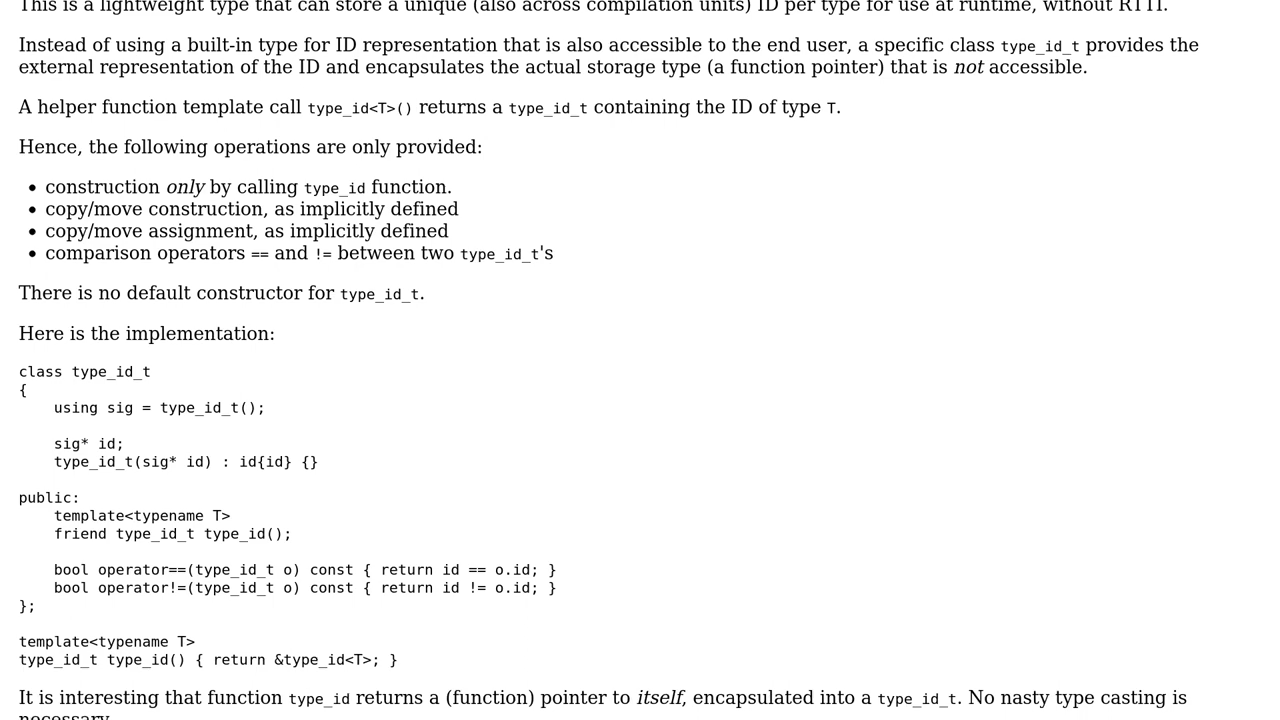 This is a lightweight type that can store a unique (also across compilation units) ID per type for use at runtime, without RTTI.
Instead of using a built-in type for ID representation that is also accessible to the end user, a specific class type_id_t provides the
external representation of the ID and encapsulates the actual storage type (a function pointer) that is not accessible.
A helper function template call type_id<T>() returns a type_id_t containing the ID of type T.
Hence, the following operations are only provided:
• construction only by calling type_id function.
• copy/move construction, as implicitly defined
• copy/move assignment, as implicitly defined
• comparison operators == and != between two type_id_t's
There is no default constructor for type_id_t.
Here is the implementation:
class type_id_t
{
    using sig = type_id_t();
    sig* id;
    type_id_t(sig* id) : id{id} {}
public:
    template<typename T>
    friend type_id_t type_id();
    bool operator==(type_id_t o) const { return id == o.id; }
    bool operator!=(type_id_t o) const { return id != o.id; }
};
template<typename T>
type_id_t type_id() { return &type_id<T>; }
It is interesting that function type_id returns a (function) pointer to itself, encapsulated into a type_id_t. No nasty type casting is
necessary.